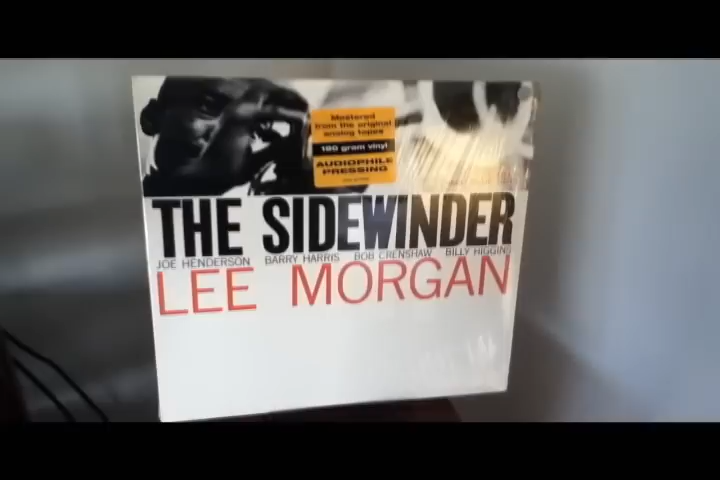 Mastered
from the original
analog tapes
180 gram vinyl
AUDIOPHILE
PRESSING
THE SIDEWINDER
JOE HENDERSON BARRY HARRIS BOB CRENSHAW BILLY HIGGINS
LEE MORGAN